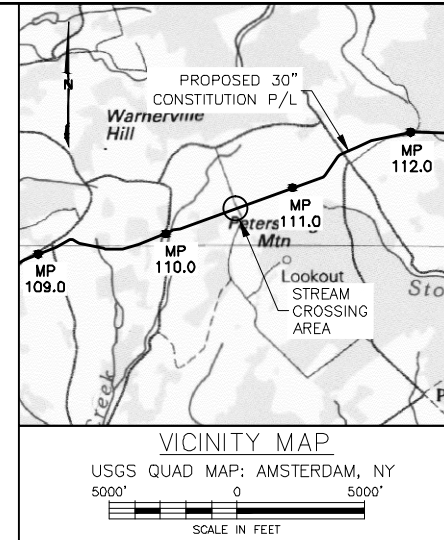 N
PROPOSED 30"
CONSTITUTION P/L
Warnerville
Hill
MP
112.0
MP
111.0
Mtn
MP
110.0
MP
109.0
Lookout
STREAM
CROSSING
AREA
Sto
P
Creek
VICINITY MAP
USGS QUAD MAP: AMSTERDAM, NY
5000' 0 5000'
SCALE IN FEET